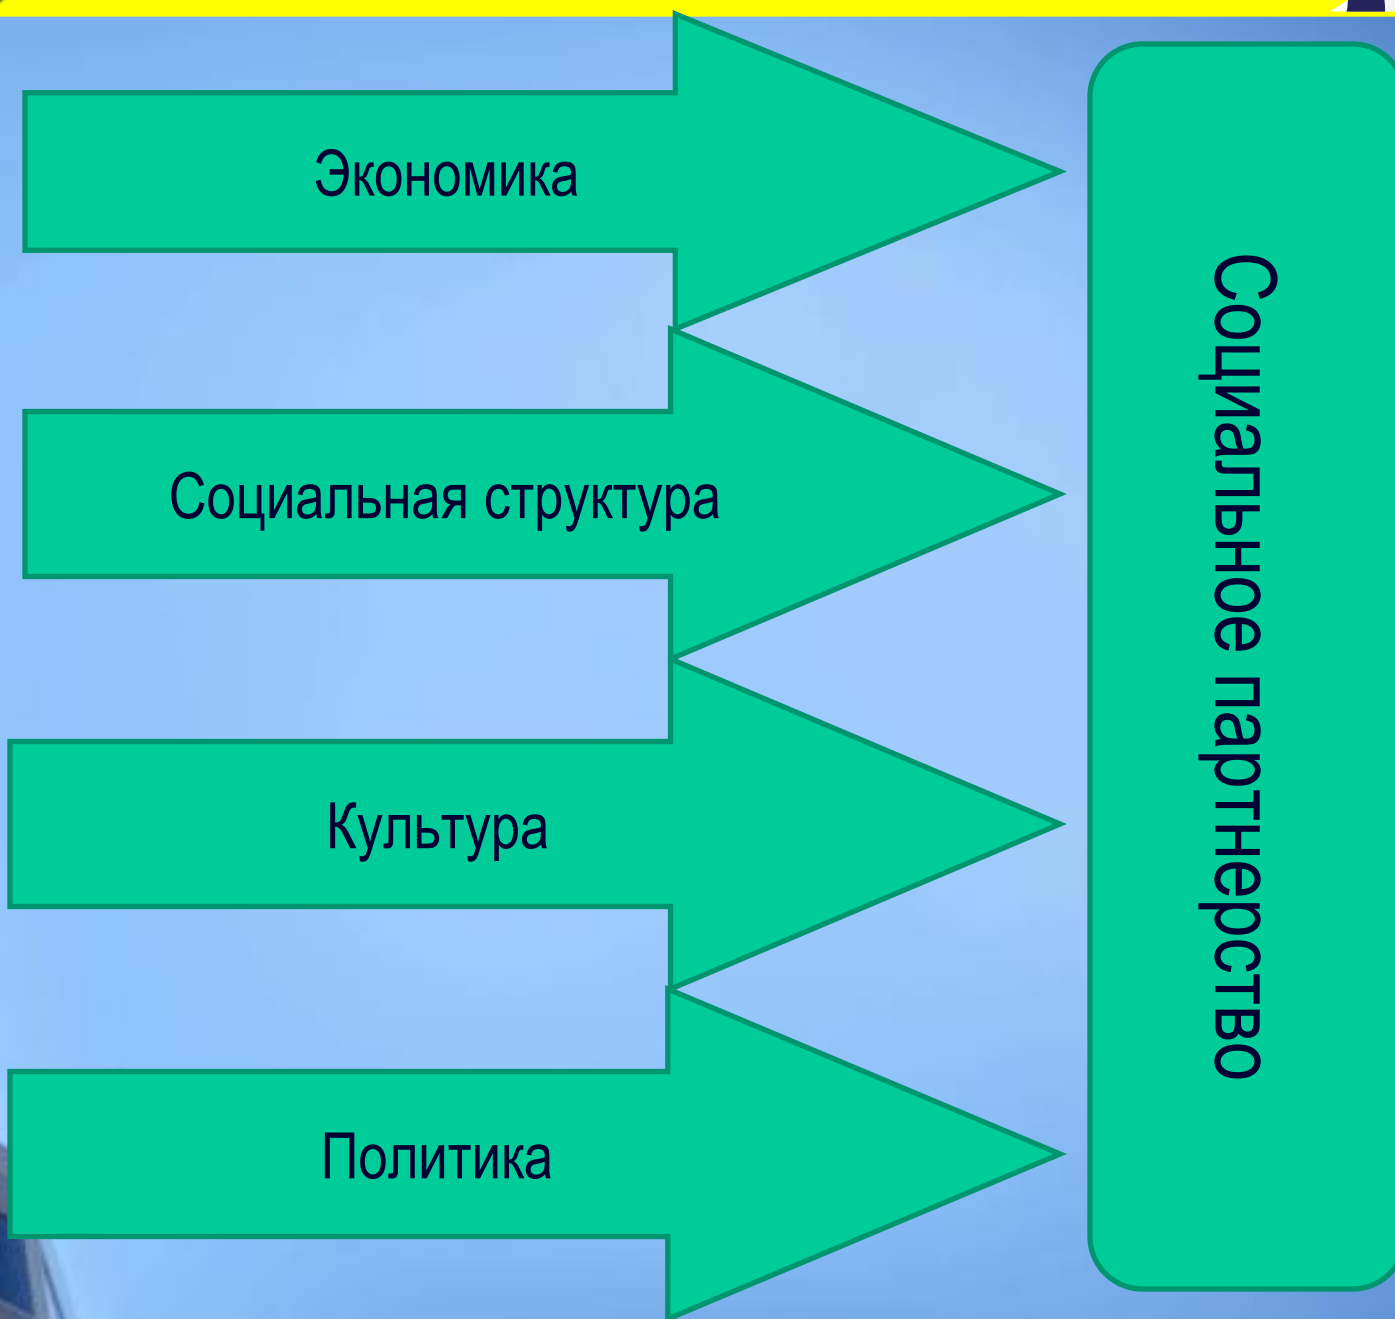 Экономика
Социальная структура
Культура
Политика
Социальное партнерство